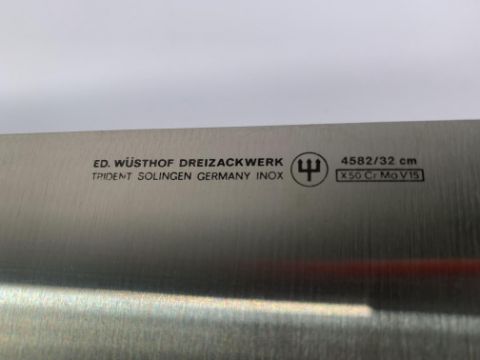 ED. WÜSTHOF DREIZACKWERK
TRIDENT SOLINGEN GERMANY INOX
4582/32 cm
X50 Cr Mo V15